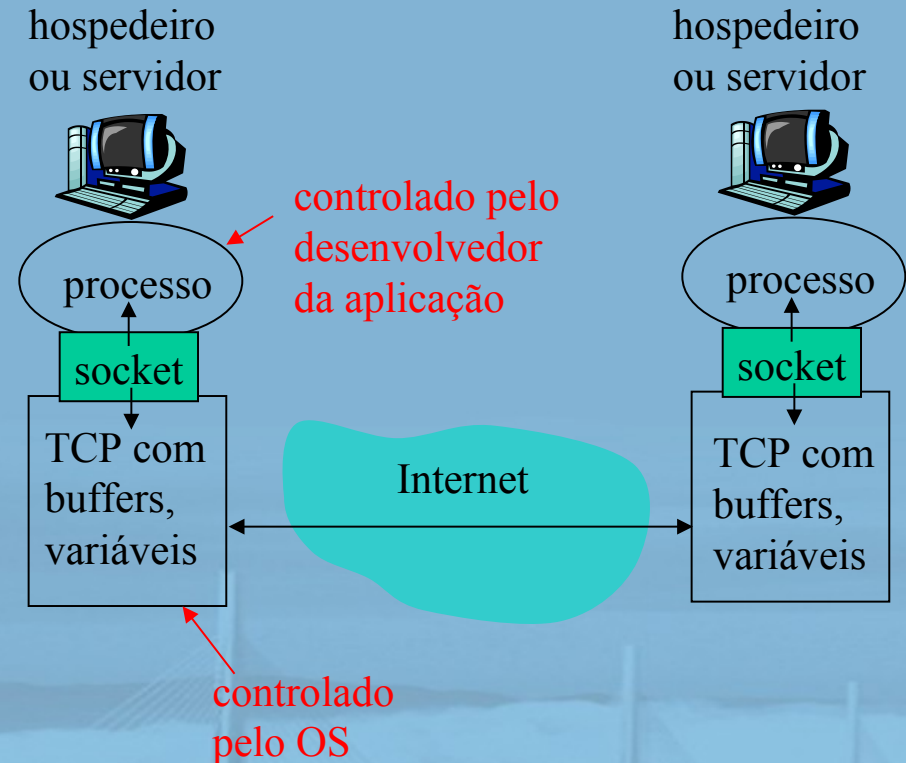 hospedeiro
ou servidor
hospedeiro
ou servidor
controlado pelo
desenvolvedor
da aplicação
processo
processo
socket
socket
TCP com
buffers,
variáveis
Internet
TCP com
buffers,
variáveis
controlado
pelo OS